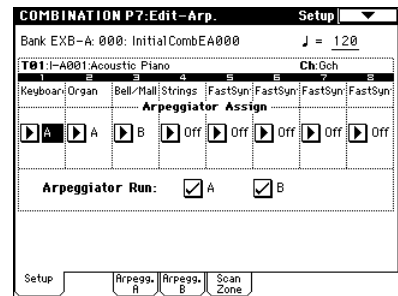 COMBINATION P7:Edit-Arp. Setup
Bank EXB-A: 000: InitialCombEA000 ♩ = 120
T01:I-A001:Acoustic Piano Ch:Gch
1 2 3 4 5 6 7 8
Keyboar Organ Bell/Mall Strings FastSyn FastSyn FastSyn FastSyn
Arpeggiator Assign
A A B Off Off Off Off Off
Arpeggiator Run: A B
Setup Arpegg. A Arpegg. B Scan Zone